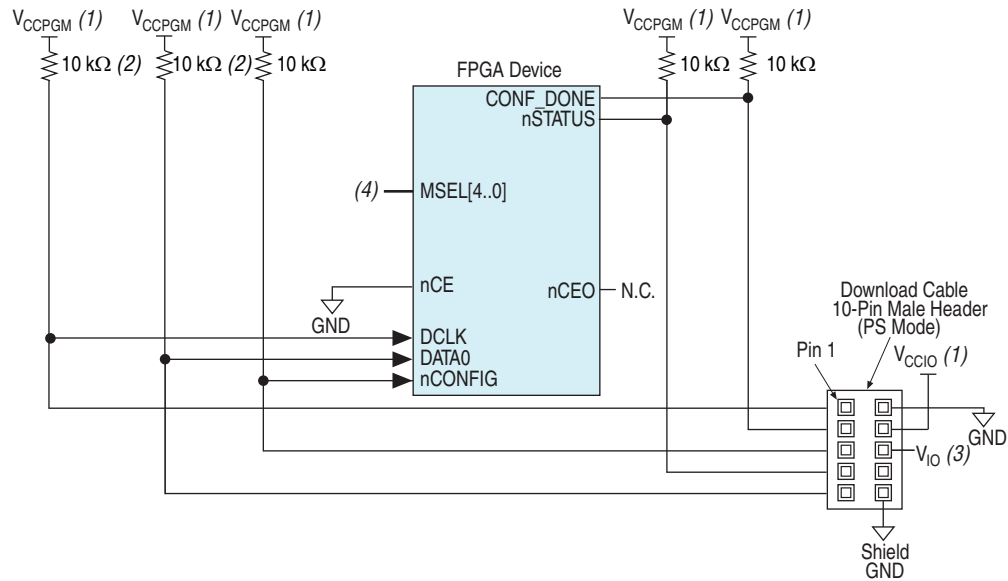 VCCPGM (1)
VCCPGM (1)
VCCPGM (1)
VCCPGM (1)
VCCPGM (1)
10 kΩ (2)
10 kΩ (2)
10 kΩ
10 kΩ
10 kΩ
FPGA Device
CONF_DONE
nSTATUS
(4)
MSEL[4..0]
nCE
nCEO
N.C.
GND
DCLK
DATA0
nCONFIG
Download Cable
10-Pin Male Header
(PS Mode)
Pin 1
VCCIO (1)
GND
VIO (3)
Shield
GND